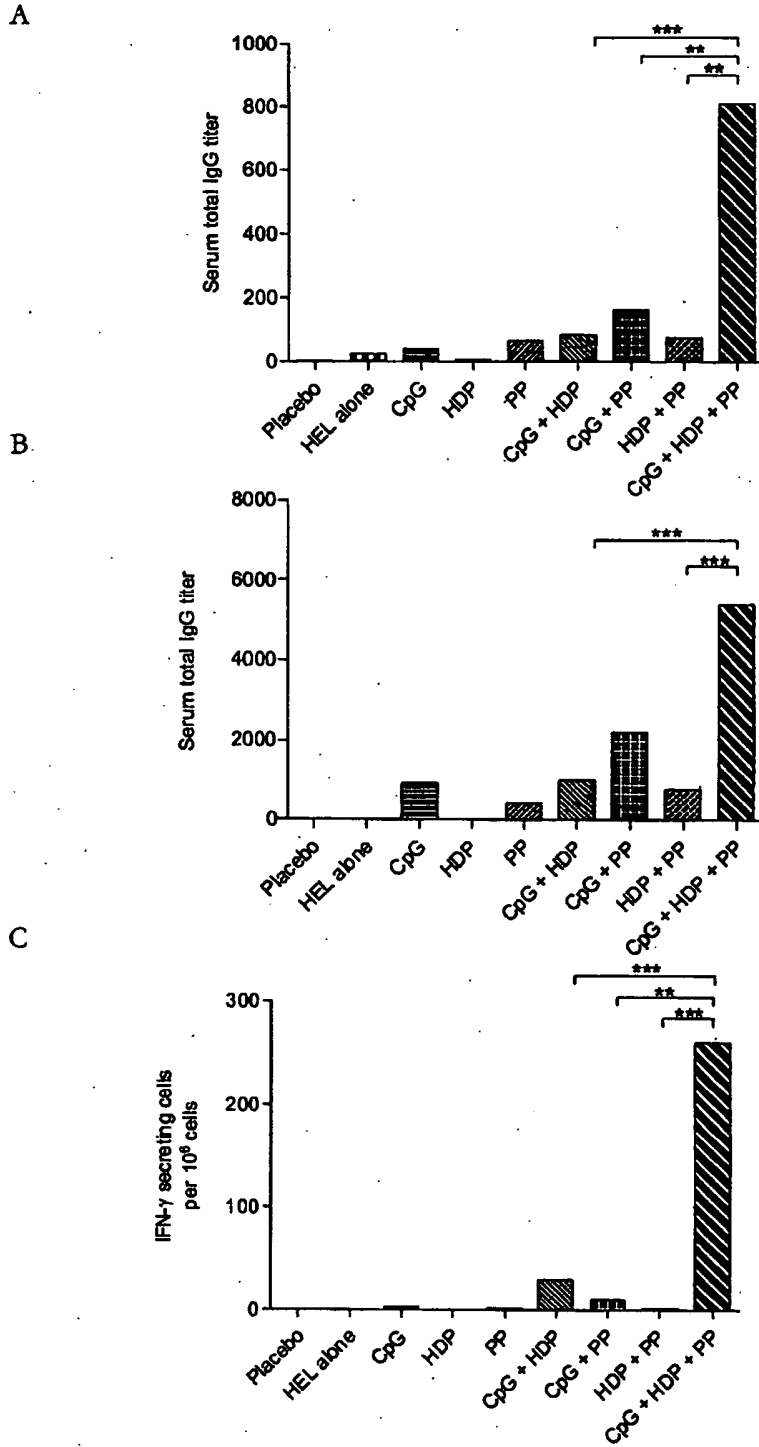 A
***
**
**
1000
800
600
400
200
0
Serum total IgG titer
Placebo
HEL alone
CpG
HDP
PP
CpG + HDP
CpG + PP
HDP + PP
CpG + HDP + PP
B
***
***
8000
6000
4000
2000
0
Serum total IgG titer
Placebo
HEL alone
CpG
HDP
PP
CpG + HDP
CpG + PP
HDP + PP
CpG + HDP + PP
C
***
**
***
300
200
100
0
IFN-γ secreting cells
per 10⁶ cells
Placebo
HEL alone
CpG
HDP
PP
CpG + HDP
CpG + PP
HDP + PP
CpG + HDP + PP